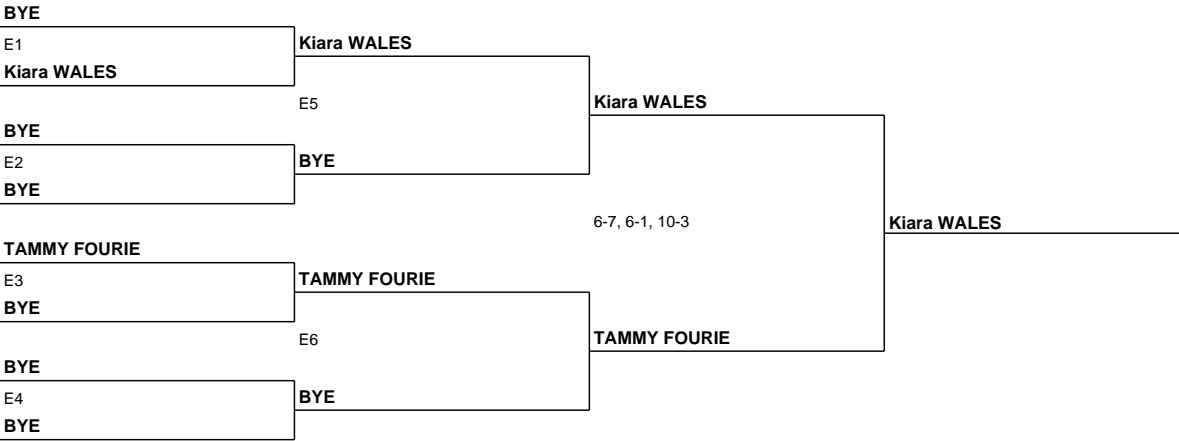 BYE
E1
Kiara WALES
BYE
E2
BYE
TAMMY FOURIE
E3
BYE
BYE
E4
BYE
Kiara WALES
E5
BYE
TAMMY FOURIE
E6
BYE
Kiara WALES
6-7, 6-1, 10-3
TAMMY FOURIE
Kiara WALES